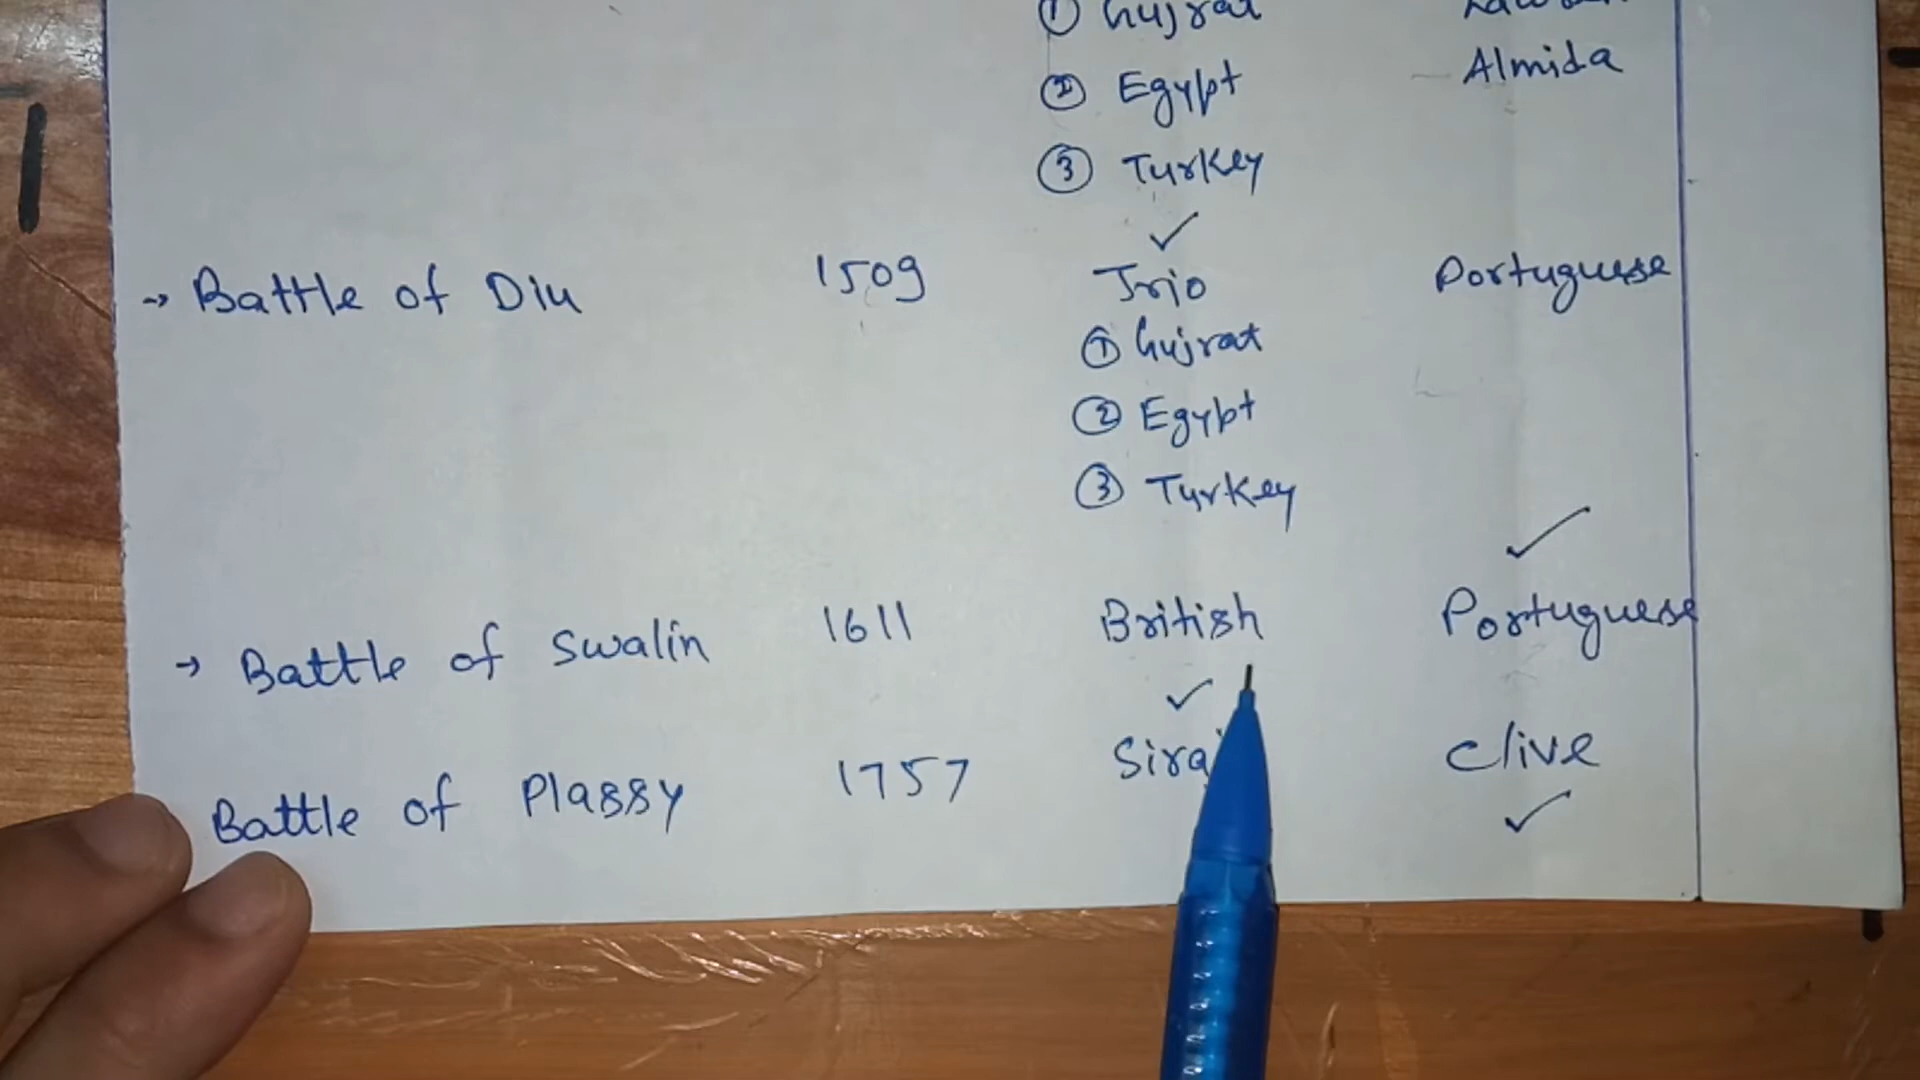 ① Gujrat
② Egypt Almida
③ Turkey
→ Battle of Diu 1509 Trio Portuguese
① Gujrat
② Egypt
③ Turkey
→ Battle of Swalin 1611 British Portuguese
Battle of Plassy 1757 Clive